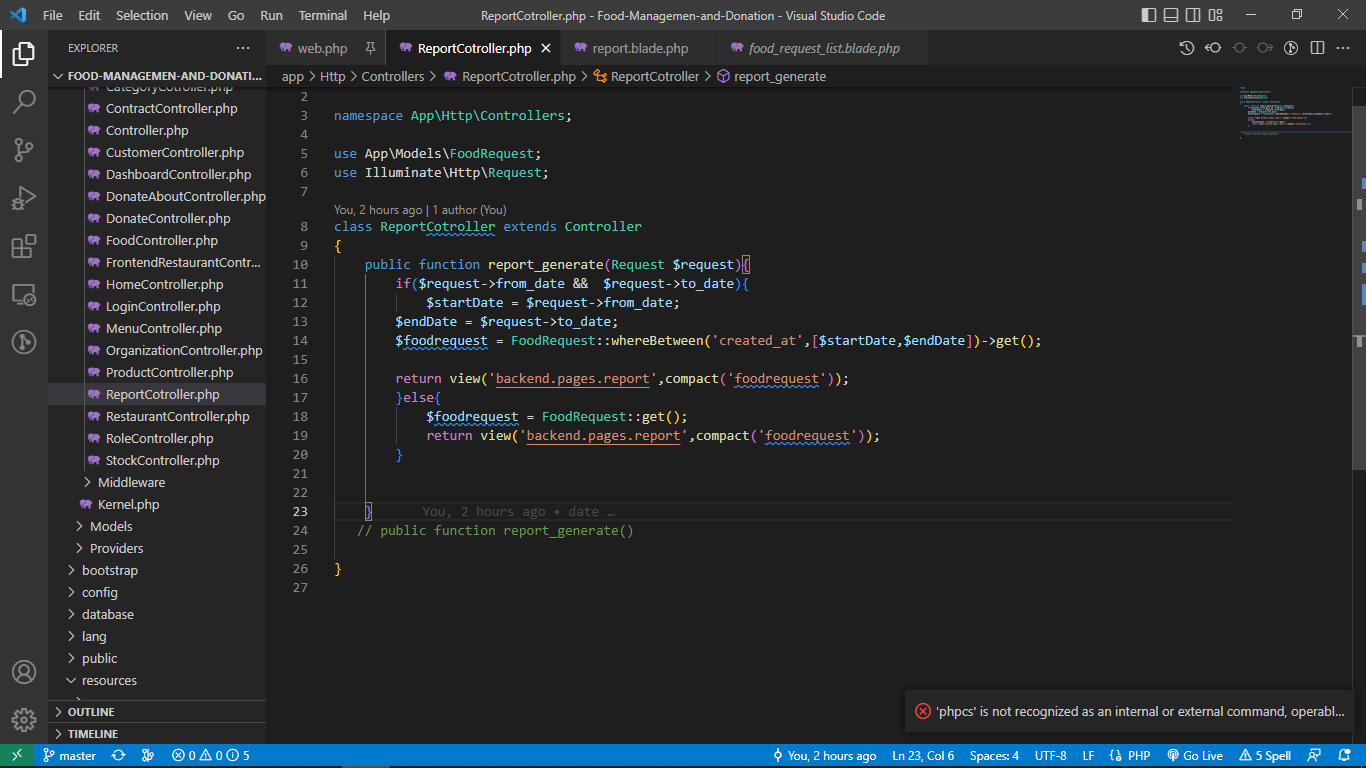 File Edit Selection View Go Run Terminal Help
ReportCotroller.php - Food-Managemen-and-Donation - Visual Studio Code
EXPLORER
web.php
ReportCotroller.php
report.blade.php
food_request_list.blade.php
FOOD-MANAGEMEN-AND-DONATI...
app > Http > Controllers > ReportCotroller.php > ReportCotroller > report_generate
CategoryController.php
ContractController.php
Controller.php
CustomerController.php
DashboardController.php
DonateAboutController.php
DonateController.php
FoodController.php
FrontendRestaurantContr...
HomeController.php
LoginController.php
MenuController.php
OrganizationController.php
ProductController.php
ReportCotroller.php
RestaurantController.php
RoleController.php
StockController.php
Middleware
Kernel.php
Models
Providers
bootstrap
config
database
lang
public
resources
OUTLINE
TIMELINE
2
3 namespace App\Http\Controllers;
4
5 use App\Models\FoodRequest;
6 use Illuminate\Http\Request;
7
You, 2 hours ago | 1 author (You)
8 class ReportCotroller extends Controller
9 {
10 public function report_generate(Request $request){
11 if($request->from_date &&  $request->to_date){
12 $startDate = $request->from_date;
13 $endDate = $request->to_date;
14 $foodrequest = FoodRequest::whereBetween('created_at',[$startDate,$endDate])->get();
15
16 return view('backend.pages.report',compact('foodrequest'));
17 }else{
18 $foodrequest = FoodRequest::get();
19 return view('backend.pages.report',compact('foodrequest'));
20 }
21
22
23 } You, 2 hours ago • date …
24 // public function report_generate()
25
26 }
27
'phpcs' is not recognized as an internal or external command, operabl...
master 0 0 5 You, 2 hours ago Ln 23, Col 6 Spaces: 4 UTF-8 LF PHP Go Live 5 Spell